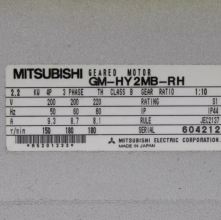 MITSUBISHI GEARED MOTOR
GM-HY2MB-RH
2.2 kW 4P 3 PHASE TH CLASS B GEAR RATIO 1:10
V 200 200 220 RATING S1
Hz 50 60 60 IP IP44
A 9.3 8.7 8.1 RULE JEC2137
r/min 150 180 180 SERIAL 604212
MITSUBISHI ELECTRIC CORPORATION
MADE IN JAPAN